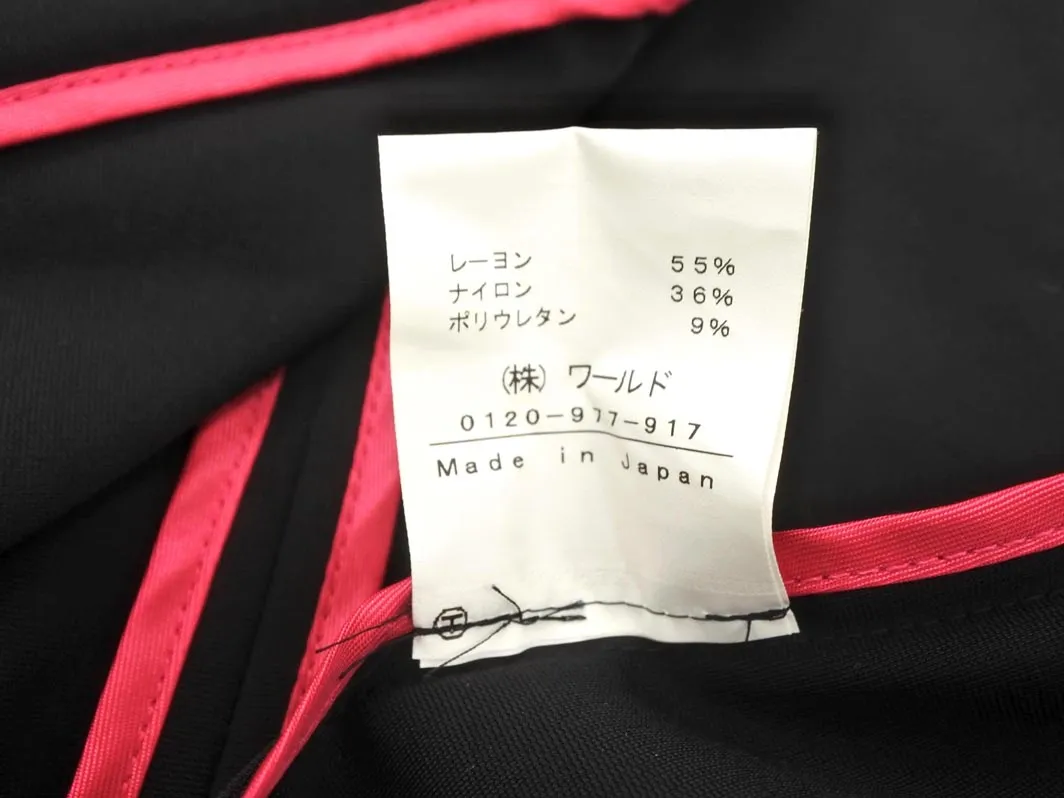 レーヨン 55%
ナイロン 36%
ポリウレタン 9%
(株) ワールド
0120-977-917
Made in Japan